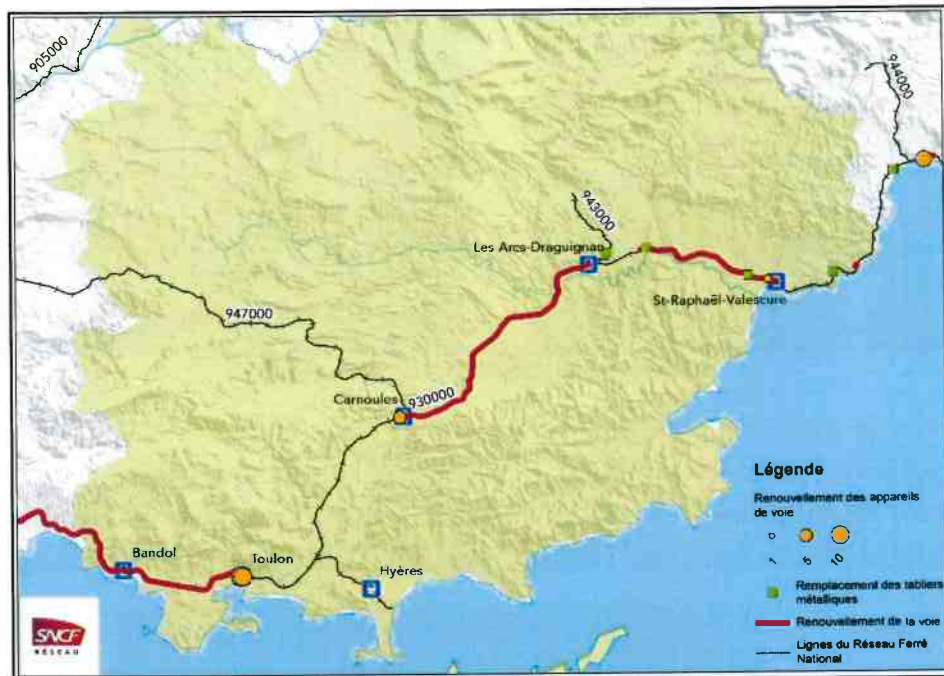 905000
944000
943000
Les Arcs-Draguignan
St-Raphaël-Valescure
947000
Carnoules
930000
Bandol
Toulon
Hyères
Légende
Renouvellement des appareils
de voie
1
5
10
Remplacement des tabliers
métalliques
Renouvellement de la voie
Lignes du Réseau Ferré
National
SNCF
RÉSEAU